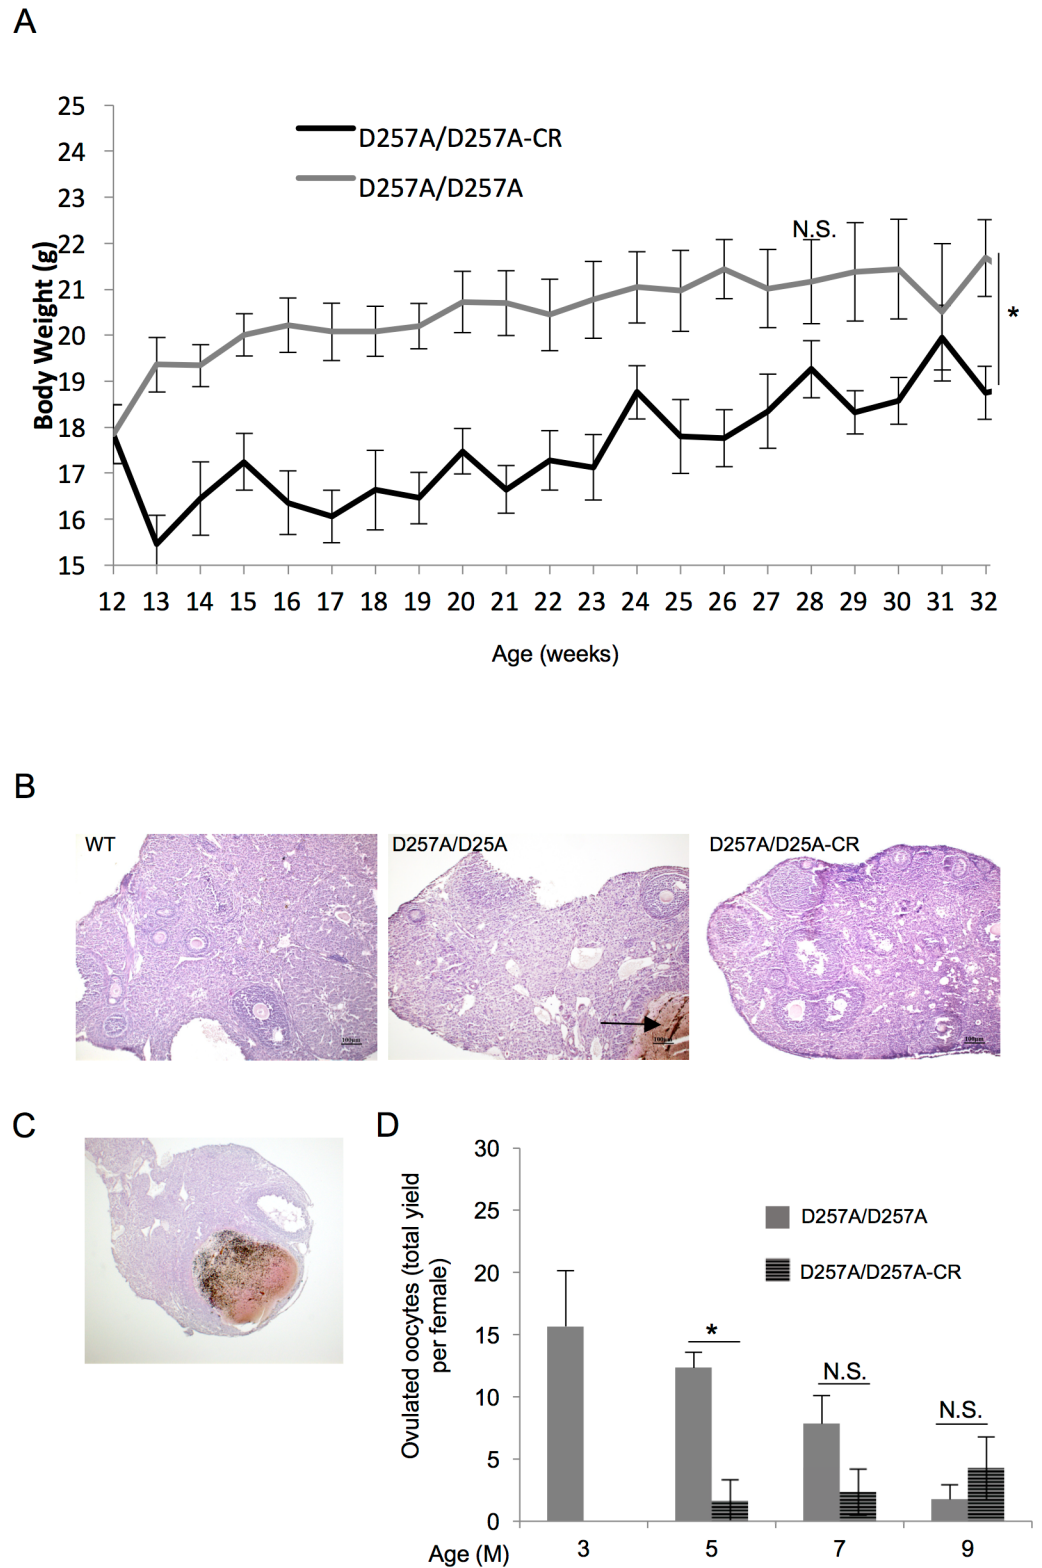 A
25
24
23
22
21
20
19
18
17
16
15
Body Weight (g)
D257A/D257A-CR
D257A/D257A
N.S.
*
12 13 14 15 16 17 18 19 20 21 22 23 24 25 26 27 28 29 30 31 32
Age (weeks)
B
WT
D257A/D25A
D257A/D25A-CR
100µm
100µm
100µm
C
D
30
25
20
15
10
5
0
Ovulated oocytes (total yield
per female)
D257A/D257A
D257A/D257A-CR
*
N.S.
N.S.
Age (M) 3 5 7 9